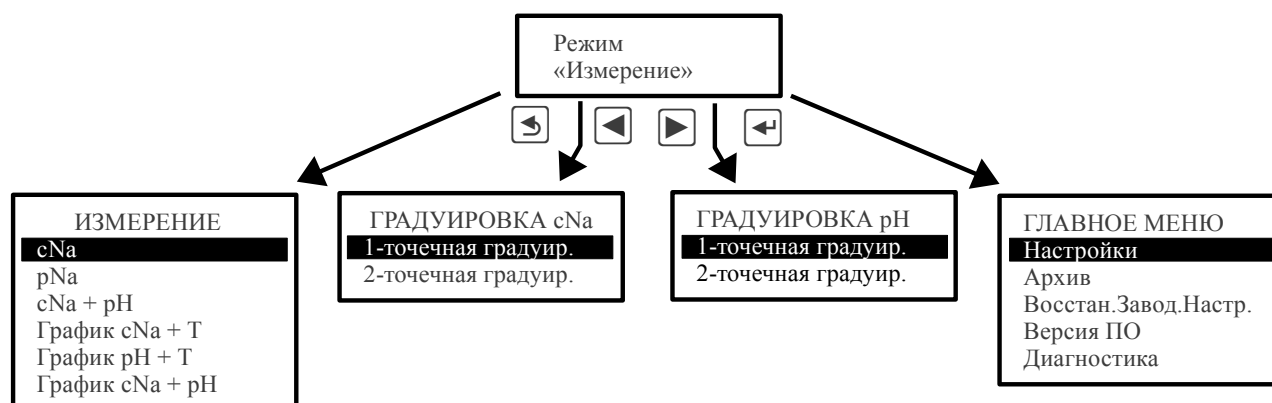 Режим
«Измерение»
ИЗМЕРЕНИЕ
cNa
pNa
cNa + pH
График cNa + T
График pH + T
График cNa + pH
ГРАДУИРОВКА cNa
1-точечная градуир.
2-точечная градуир.
ГРАДУИРОВКА pH
1-точечная градуир.
2-точечная градуир.
ГЛАВНОЕ МЕНЮ
Настройки
Архив
Восстан.Завод.Настр.
Версия ПО
Диагностика